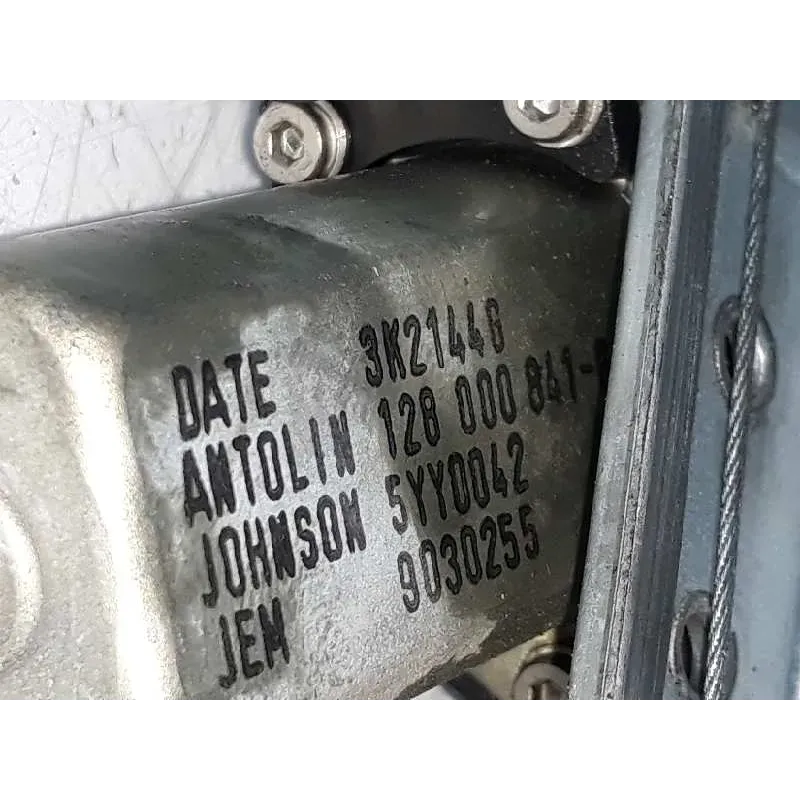 DATE 3K2144G
ANTOLIN 128 000 841-
JOHNSON 5YY0042
JEM 9030255